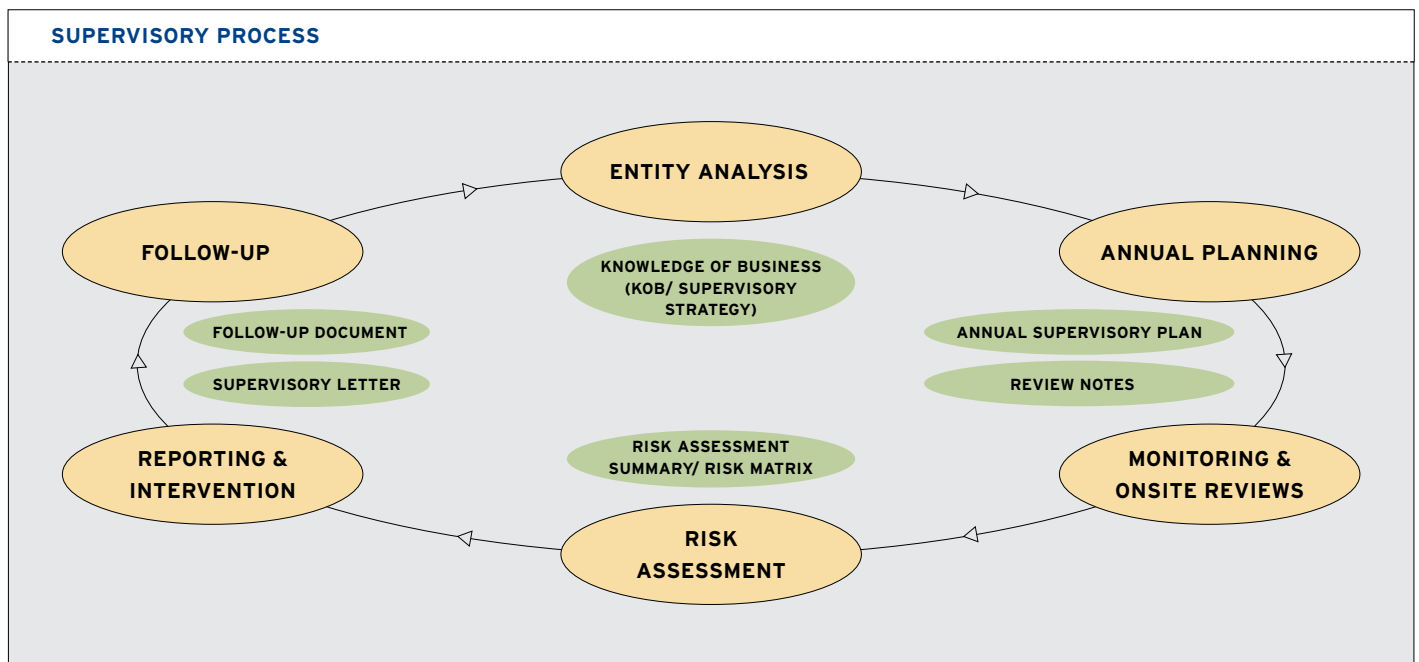 SUPERVISORY PROCESS
ENTITY ANALYSIS
FOLLOW-UP
ANNUAL PLANNING
KNOWLEDGE OF BUSINESS
(KOB/ SUPERVISORY
STRATEGY)
FOLLOW-UP DOCUMENT
ANNUAL SUPERVISORY PLAN
SUPERVISORY LETTER
REVIEW NOTES
RISK ASSESSMENT
SUMMARY/ RISK MATRIX
REPORTING &
INTERVENTION
MONITORING &
ONSITE REVIEWS
RISK
ASSESSMENT